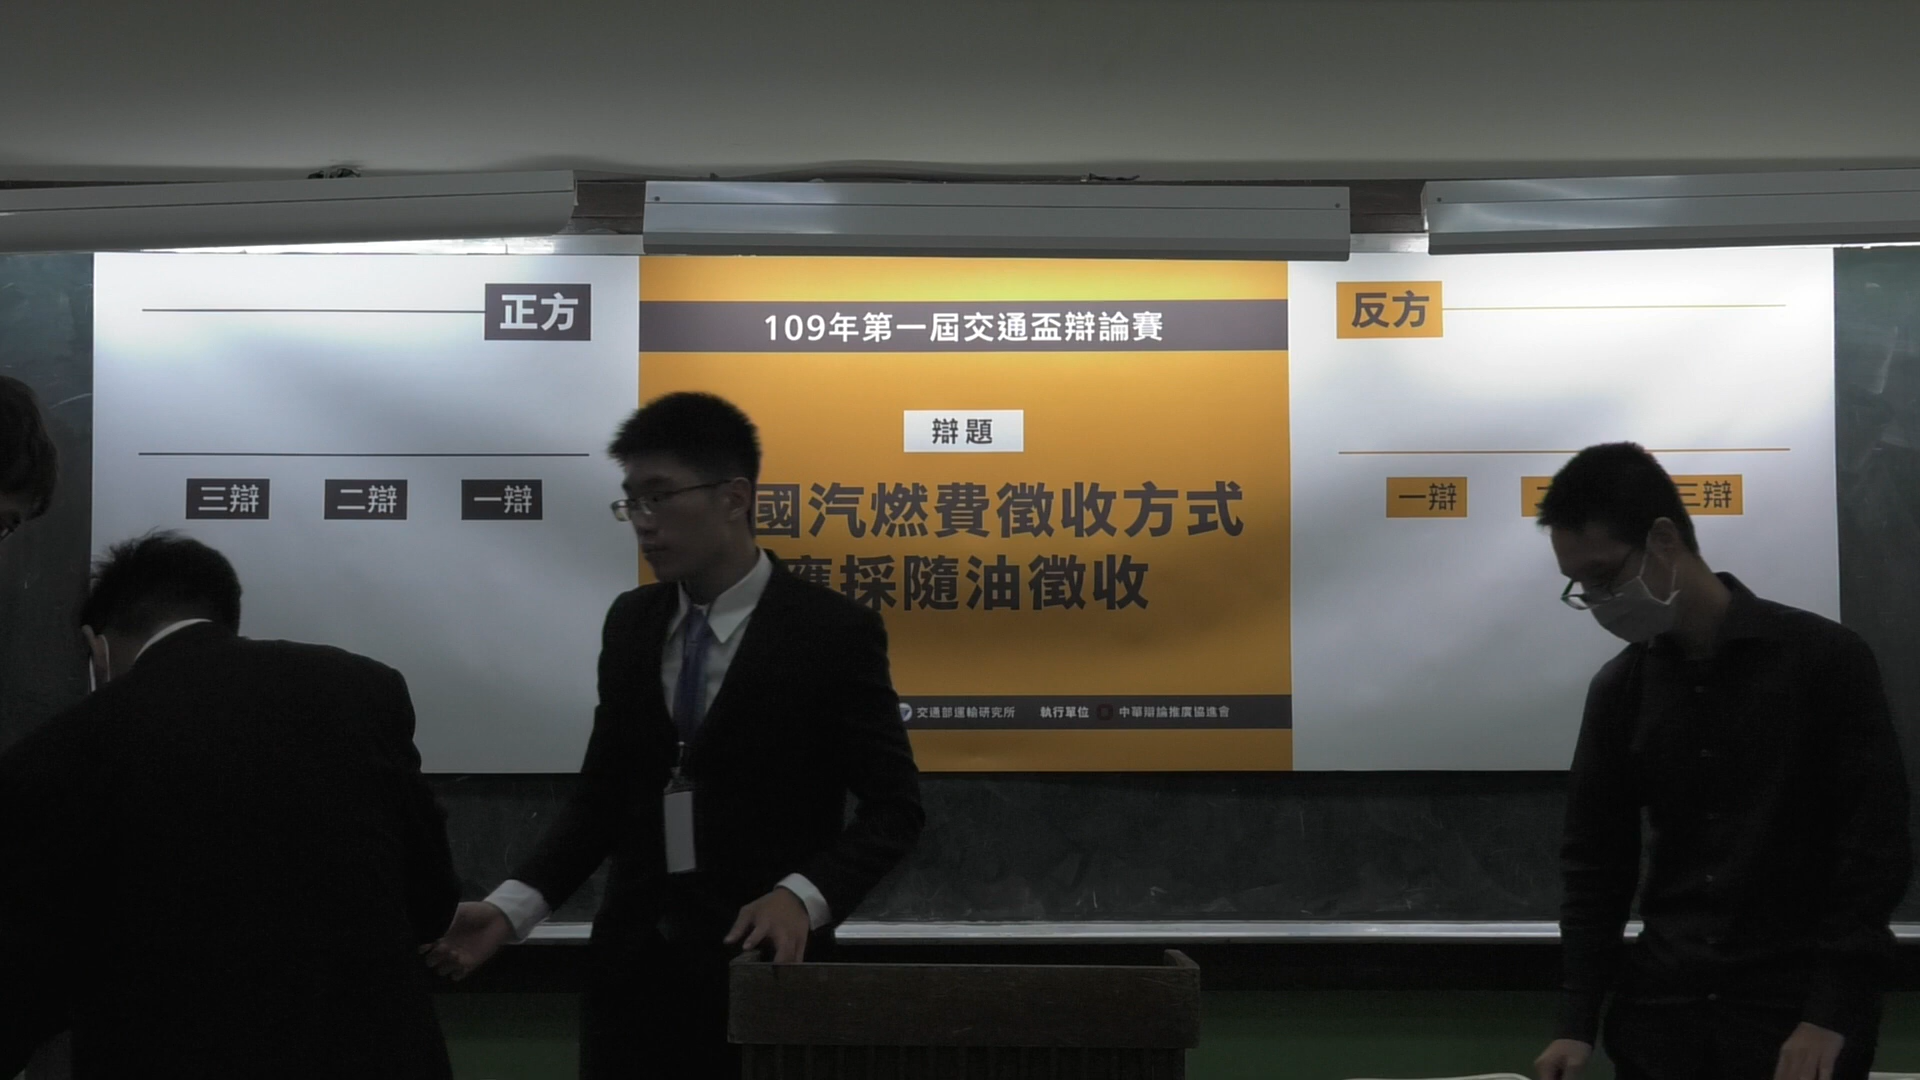 正方
109年第一屆交通盃辯論賽
反方
辯題
三辯 二辯 一辯
國汽燃費徵收方式
應採隨油徵收
一辯 三辯
交通部運輸研究所 執行單位 中華辯論推廣協進會